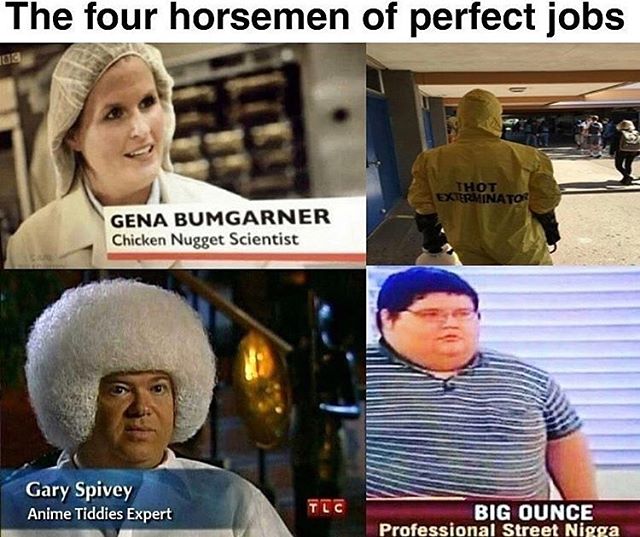 The four horsemen of perfect jobs
BBC
GENA BUMGARNER
Chicken Nugget Scientist
THOT
EXTERMINATOR
Gary Spivey
Anime Tiddies Expert
TLC
BIG OUNCE
Professional Street Nigga